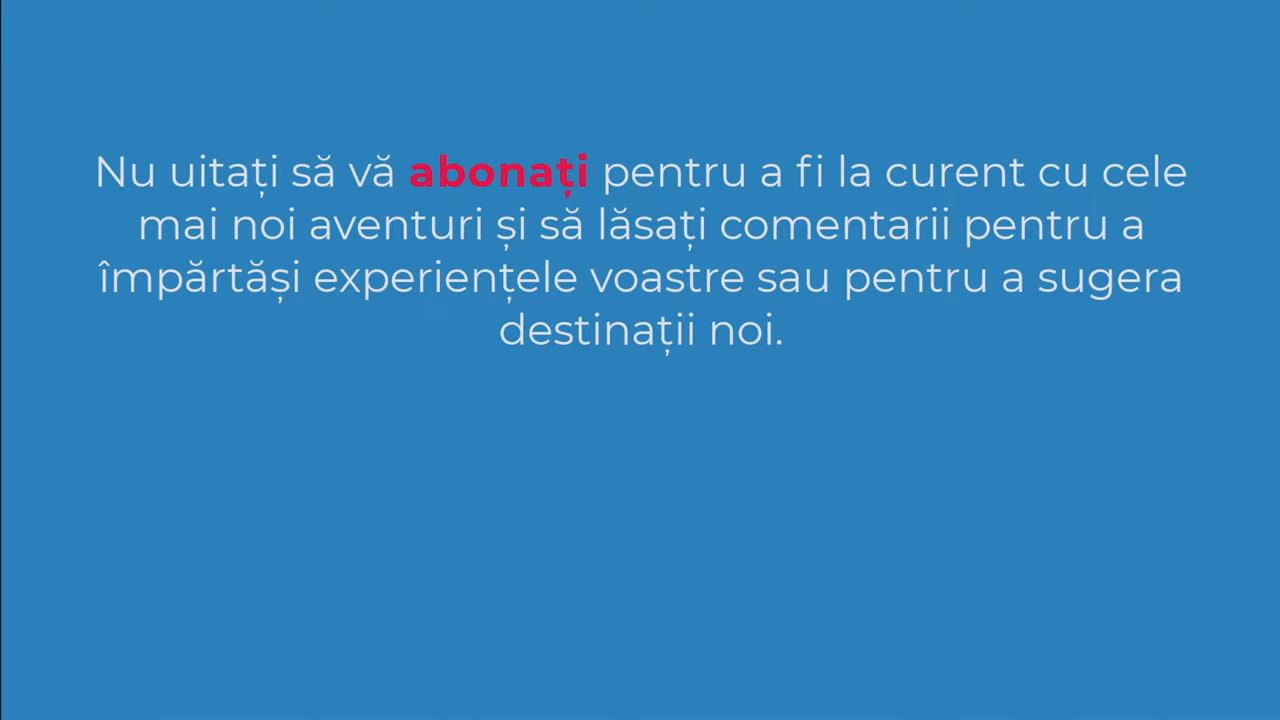 Nu uitați să vă abonați pentru a fi la curent cu cele
mai noi aventuri și să lăsați comentarii pentru a
împărtăși experiențele voastre sau pentru a sugera
destinații noi.